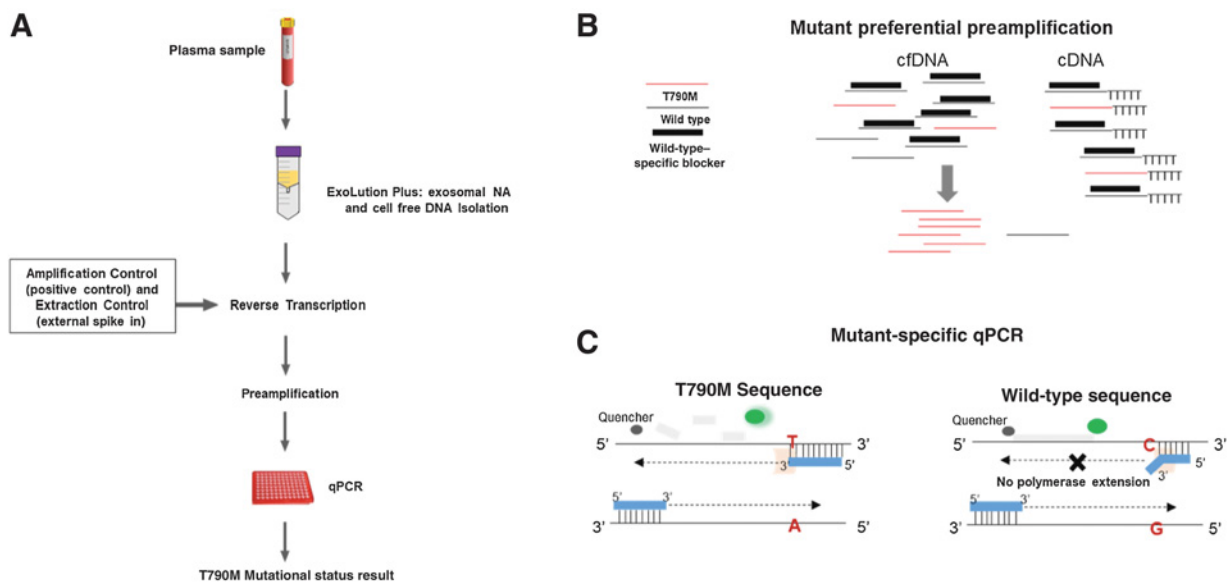 A
Plasma sample
ExoLution Plus: exosomal NA
and cell free DNA Isolation
Amplification Control
(positive control) and
Extraction Control
(external spike in)
Reverse Transcription
Preamplification
qPCR
T790M Mutational status result
B
Mutant preferential preamplification
cfDNA
cDNA
T790M
Wild type
Wild-type–
specific blocker
C
Mutant-specific qPCR
T790M Sequence
Quencher
5'
T
3'
3'
5'
5'
3'
3'
A
5'
Wild-type sequence
Quencher
5'
C
3'
3'
5'
No polymerase extension
5'
3'
3'
G
5'